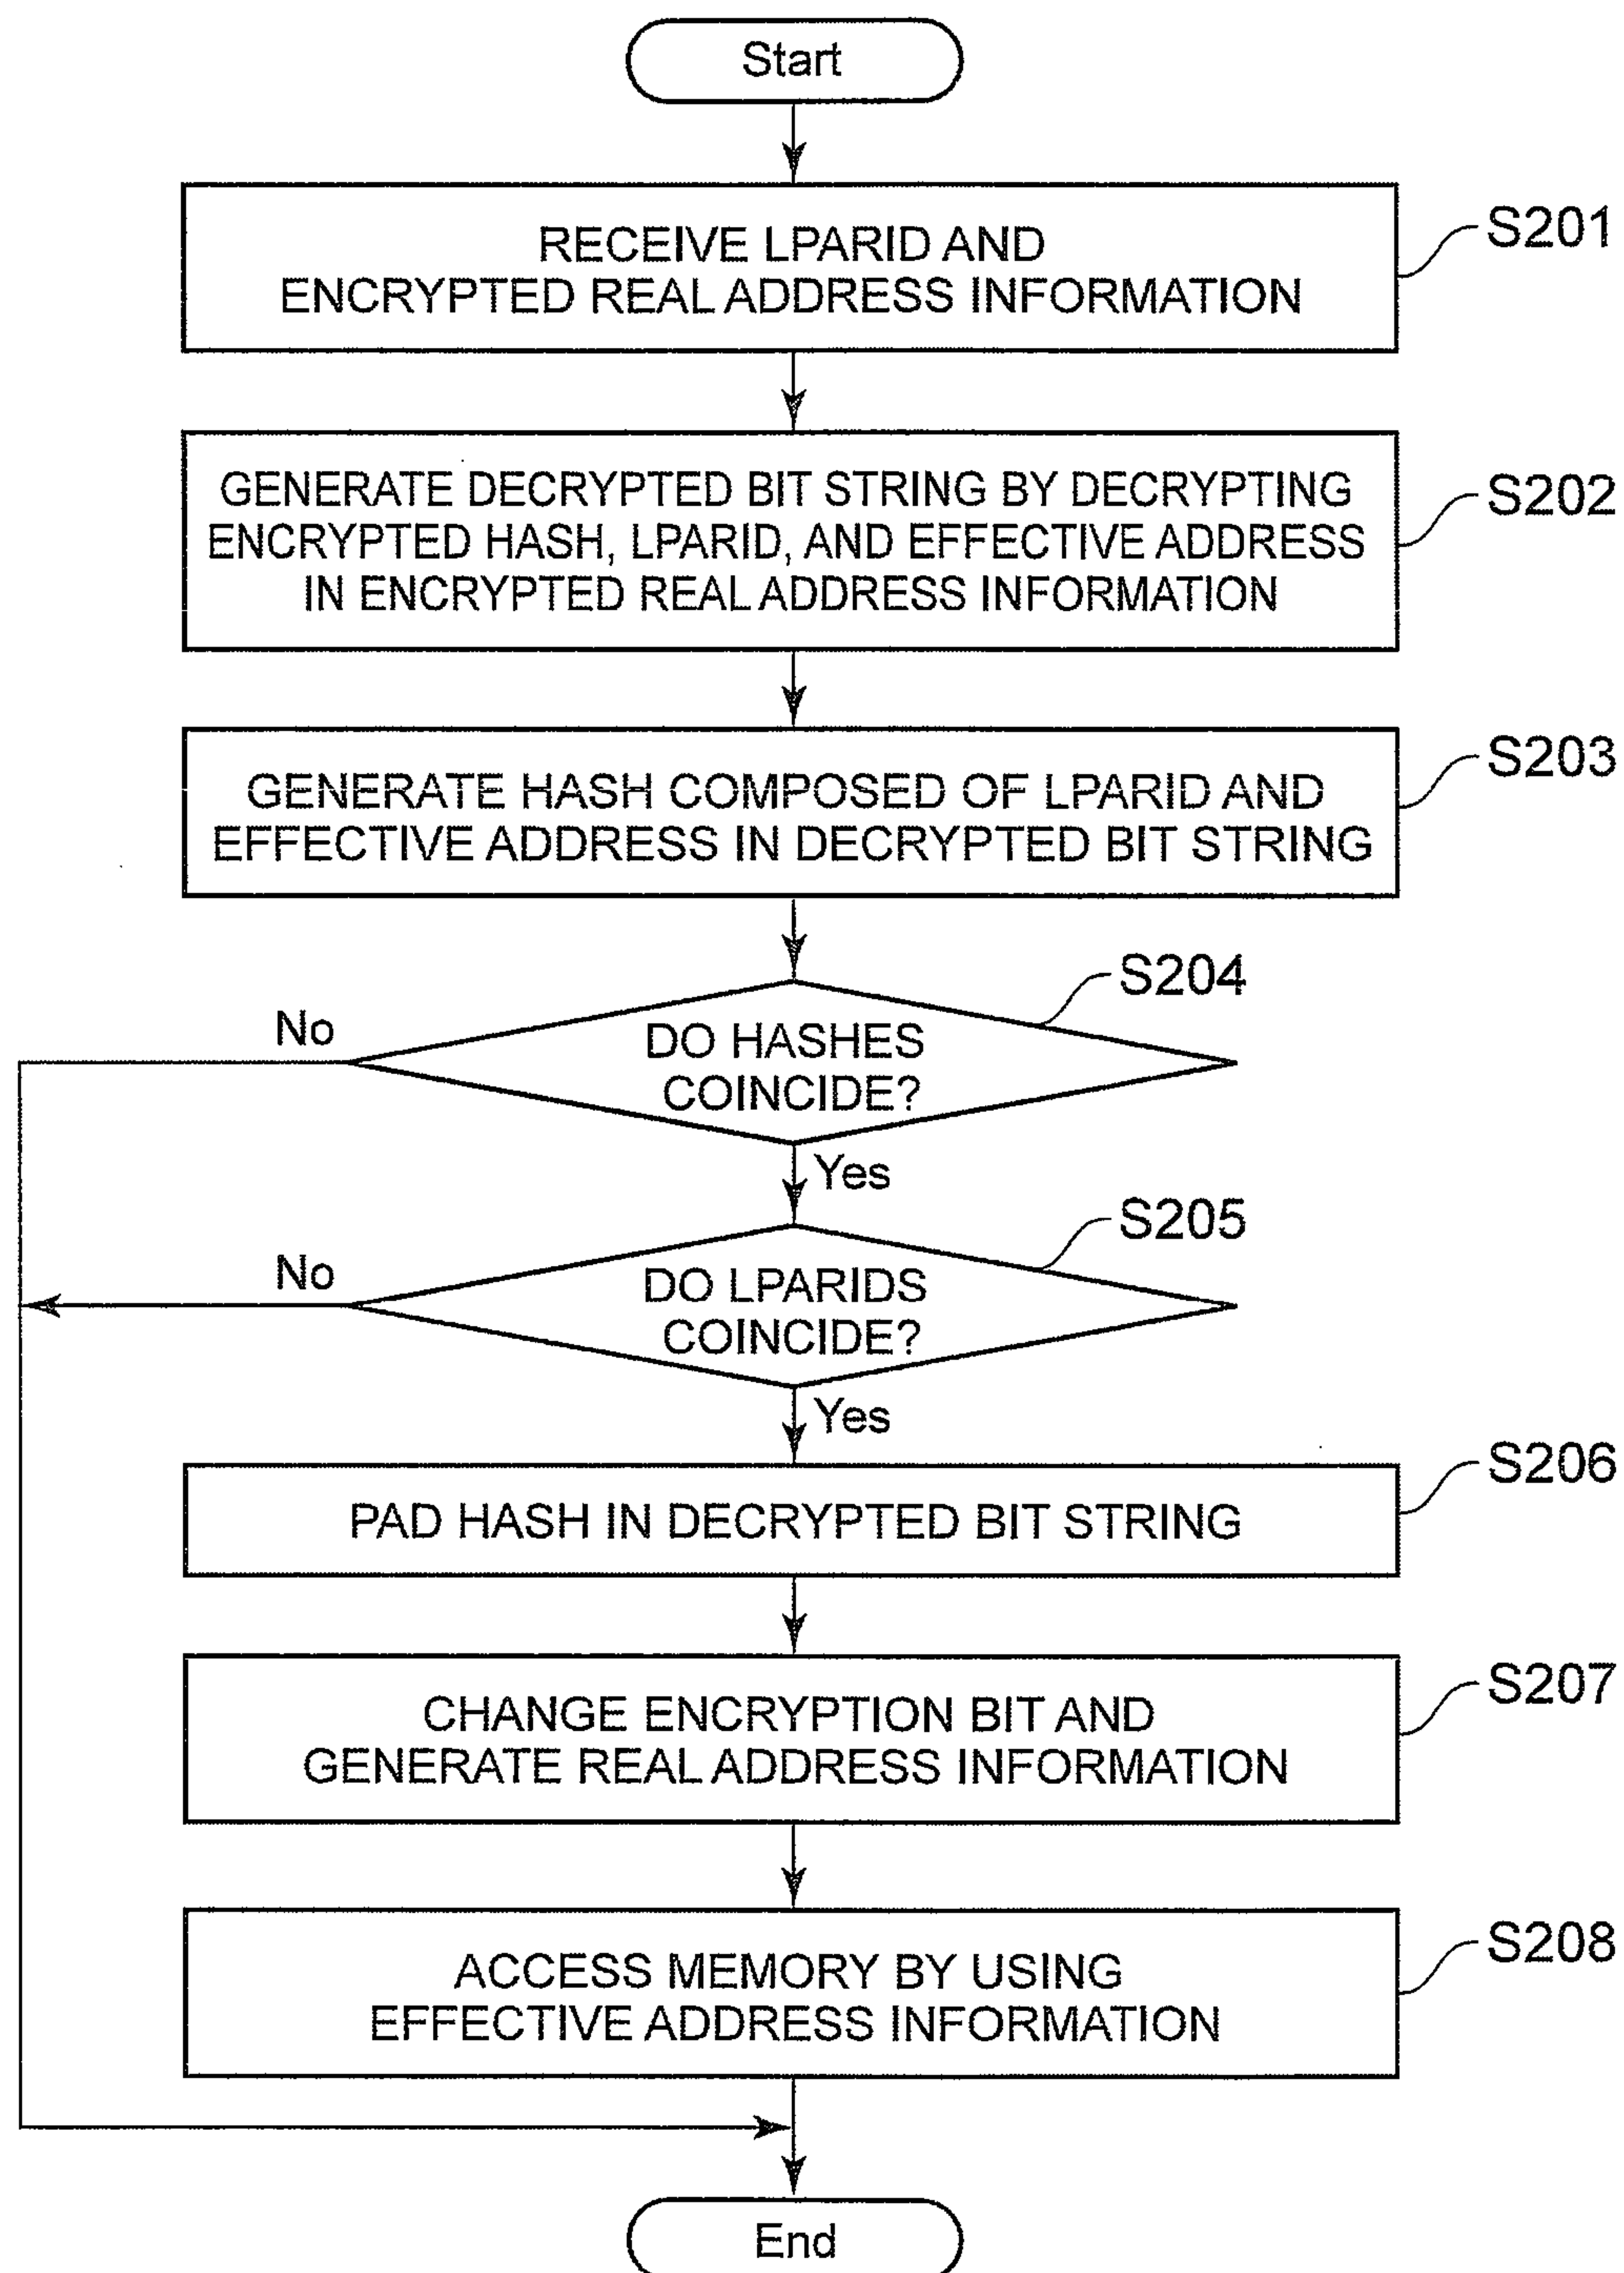 Start
RECEIVE LPARID AND
ENCRYPTED REAL ADDRESS INFORMATION
S201
GENERATE DECRYPTED BIT STRING BY DECRYPTING
ENCRYPTED HASH, LPARID, AND EFFECTIVE ADDRESS
IN ENCRYPTED REAL ADDRESS INFORMATION
S202
GENERATE HASH COMPOSED OF LPARID AND
EFFECTIVE ADDRESS IN DECRYPTED BIT STRING
S203
S204
No
DO HASHES
COINCIDE?
Yes
S205
No
DO LPARIDS
COINCIDE?
Yes
S206
PAD HASH IN DECRYPTED BIT STRING
S207
CHANGE ENCRYPTION BIT AND
GENERATE REAL ADDRESS INFORMATION
S208
ACCESS MEMORY BY USING
EFFECTIVE ADDRESS INFORMATION
End